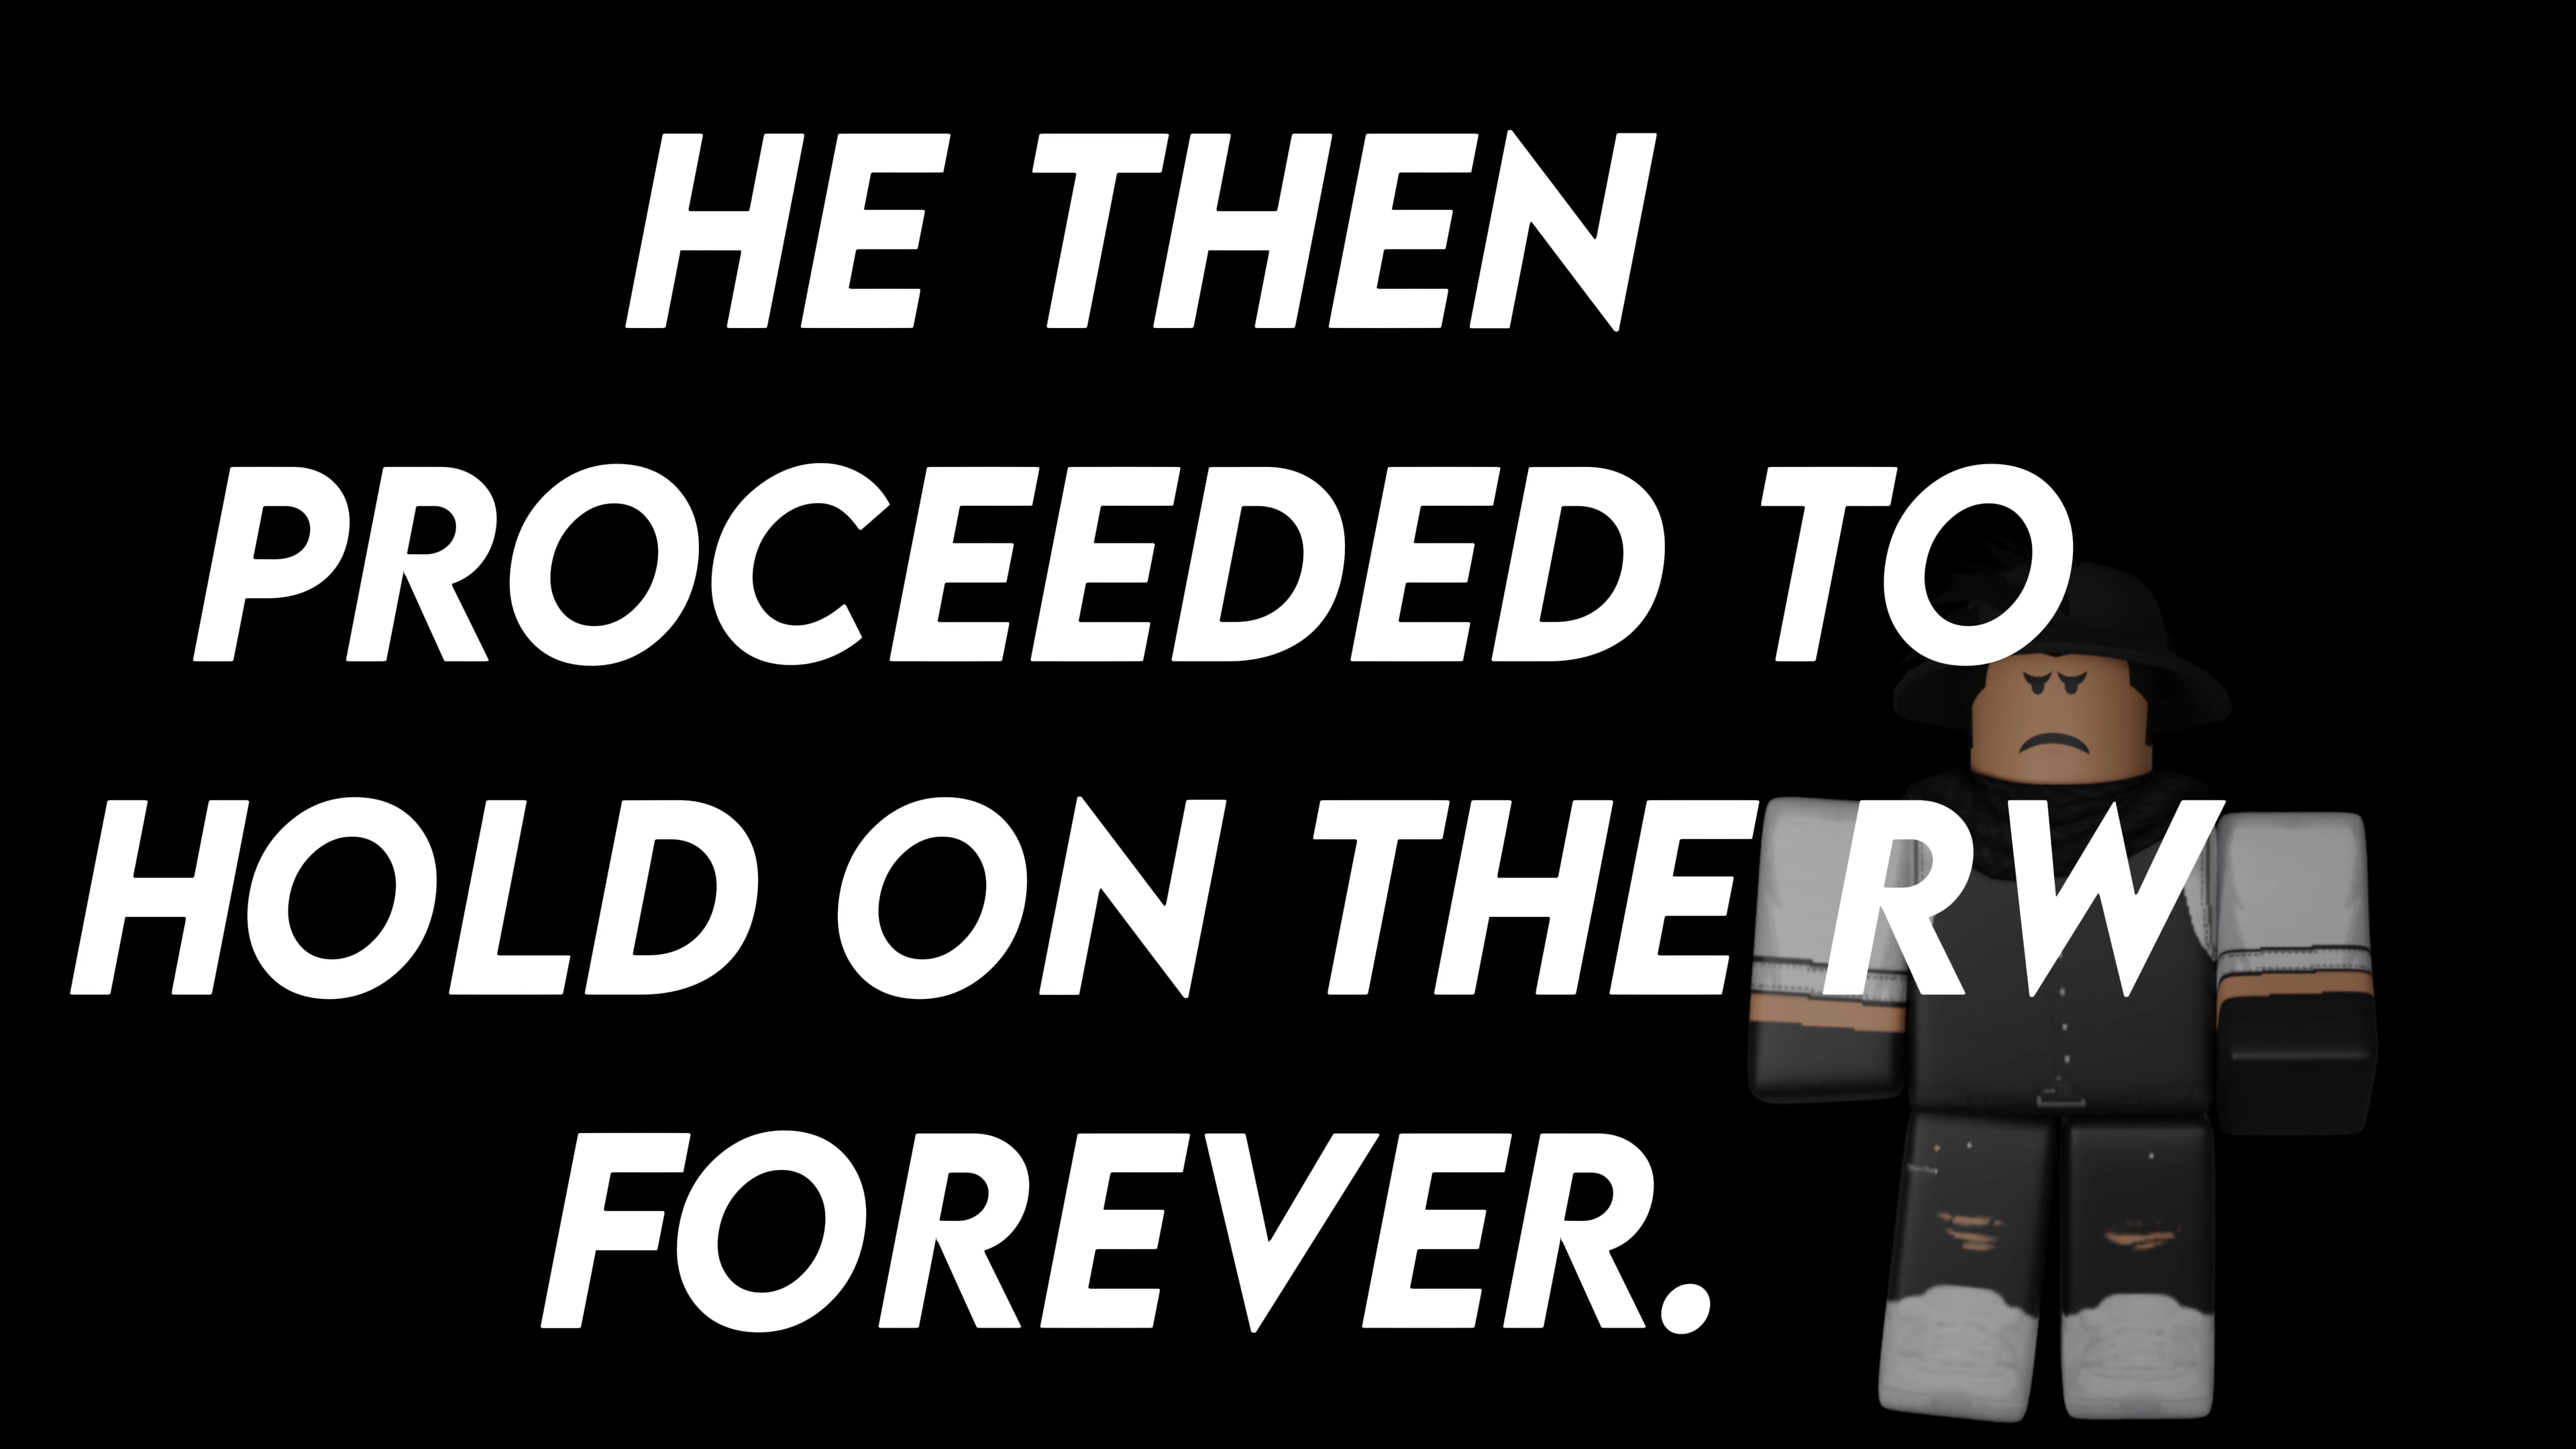 HE THEN
PROCEEDED TO
HOLD ON THE RW
FOREVER.